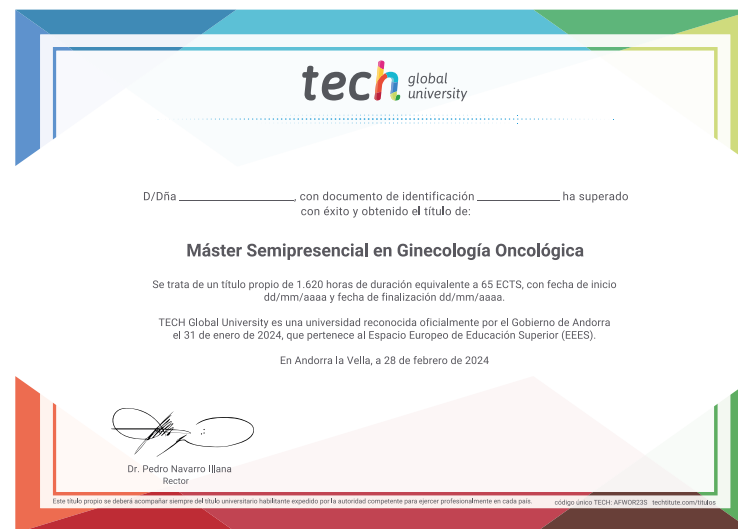 tech global university
D/Dña ______________, con documento de identificación ______________ ha superado
con éxito y obtenido el título de:
Máster Semipresencial en Ginecología Oncológica
Se trata de un título propio de 1.620 horas de duración equivalente a 65 ECTS, con fecha de inicio
dd/mm/aaaa y fecha de finalización dd/mm/aaaa.
TECH Global University es una universidad reconocida oficialmente por el Gobierno de Andorra
el 31 de enero de 2024, que pertenece al Espacio Europeo de Educación Superior (EEES).
En Andorra la Vella, a 28 de febrero de 2024
Dr. Pedro Navarro Illana
Rector
Este título propio se deberá acompañar siempre del título universitario habilitante expedido por la autoridad competente para ejercer profesionalmente en cada país. código único TECH: AFWOR23S techtitute.com/titulos